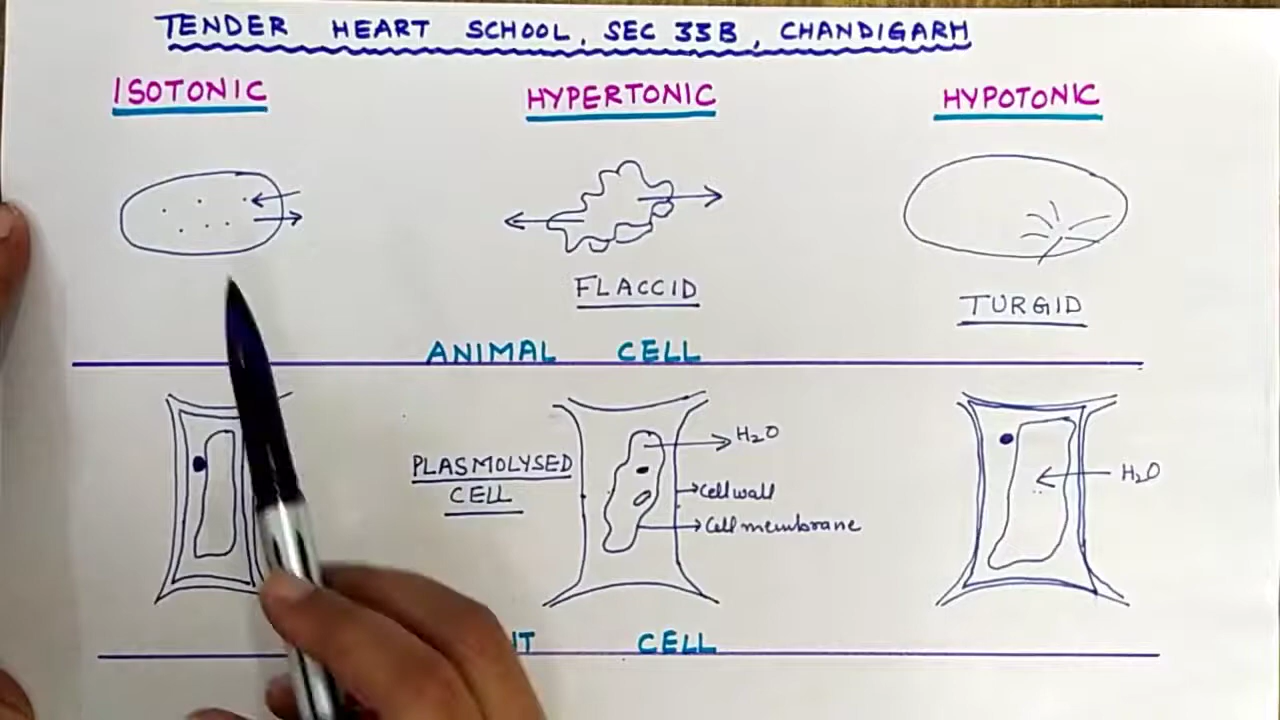 TENDER HEART SCHOOL, SEC 33B, CHANDIGARH
ISOTONIC
HYPERTONIC
HYPOTONIC
FLACCID
TURGID
ANIMAL CELL
PLASMOLYSED
CELL
H₂O
Cell wall
Cell membrane
H₂O
CELL